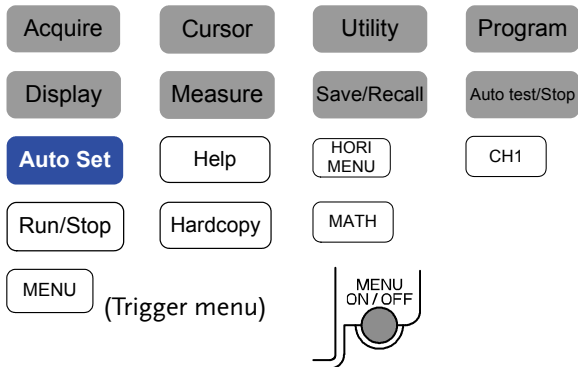 Acquire Cursor Utility Program
Display Measure Save/Recall Auto test/Stop
Auto Set Help HORI MENU CH1
Run/Stop Hardcopy MATH
MENU (Trigger menu)
MENU
ON/OFF